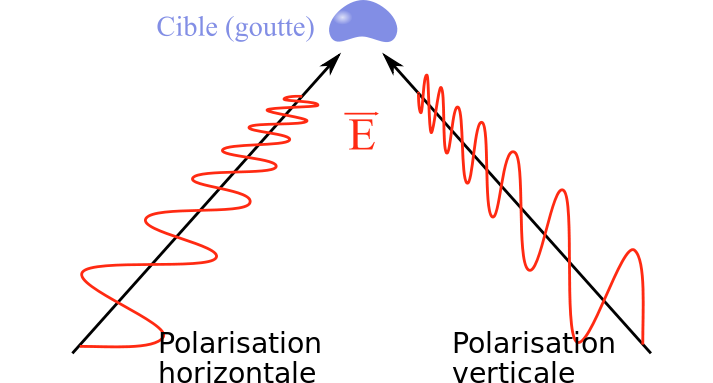 Cible (goutte)
E
Polarisation
horizontale
Polarisation
verticale